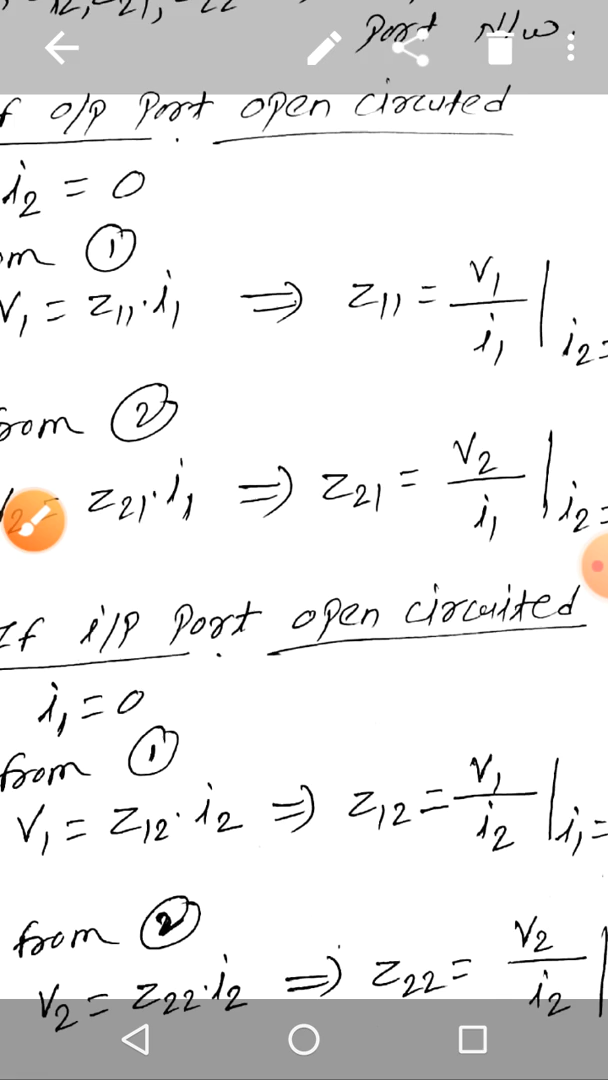 Port N/w.
f o/p Port open circuted
i2 = 0
om ①
V1 = Z11·i1 ⇒ Z11 = V1/i1 | i2=
from ②
Z21·i1 ⇒ Z21 = V2/i1 | i2=
If i/p Port open circuited
i1 = 0
from ①
V1 = Z12·i2 ⇒ Z12 = V1/i2 | i1=
from ②
V2 = Z22·i2 ⇒ Z22 = V2/i2 |